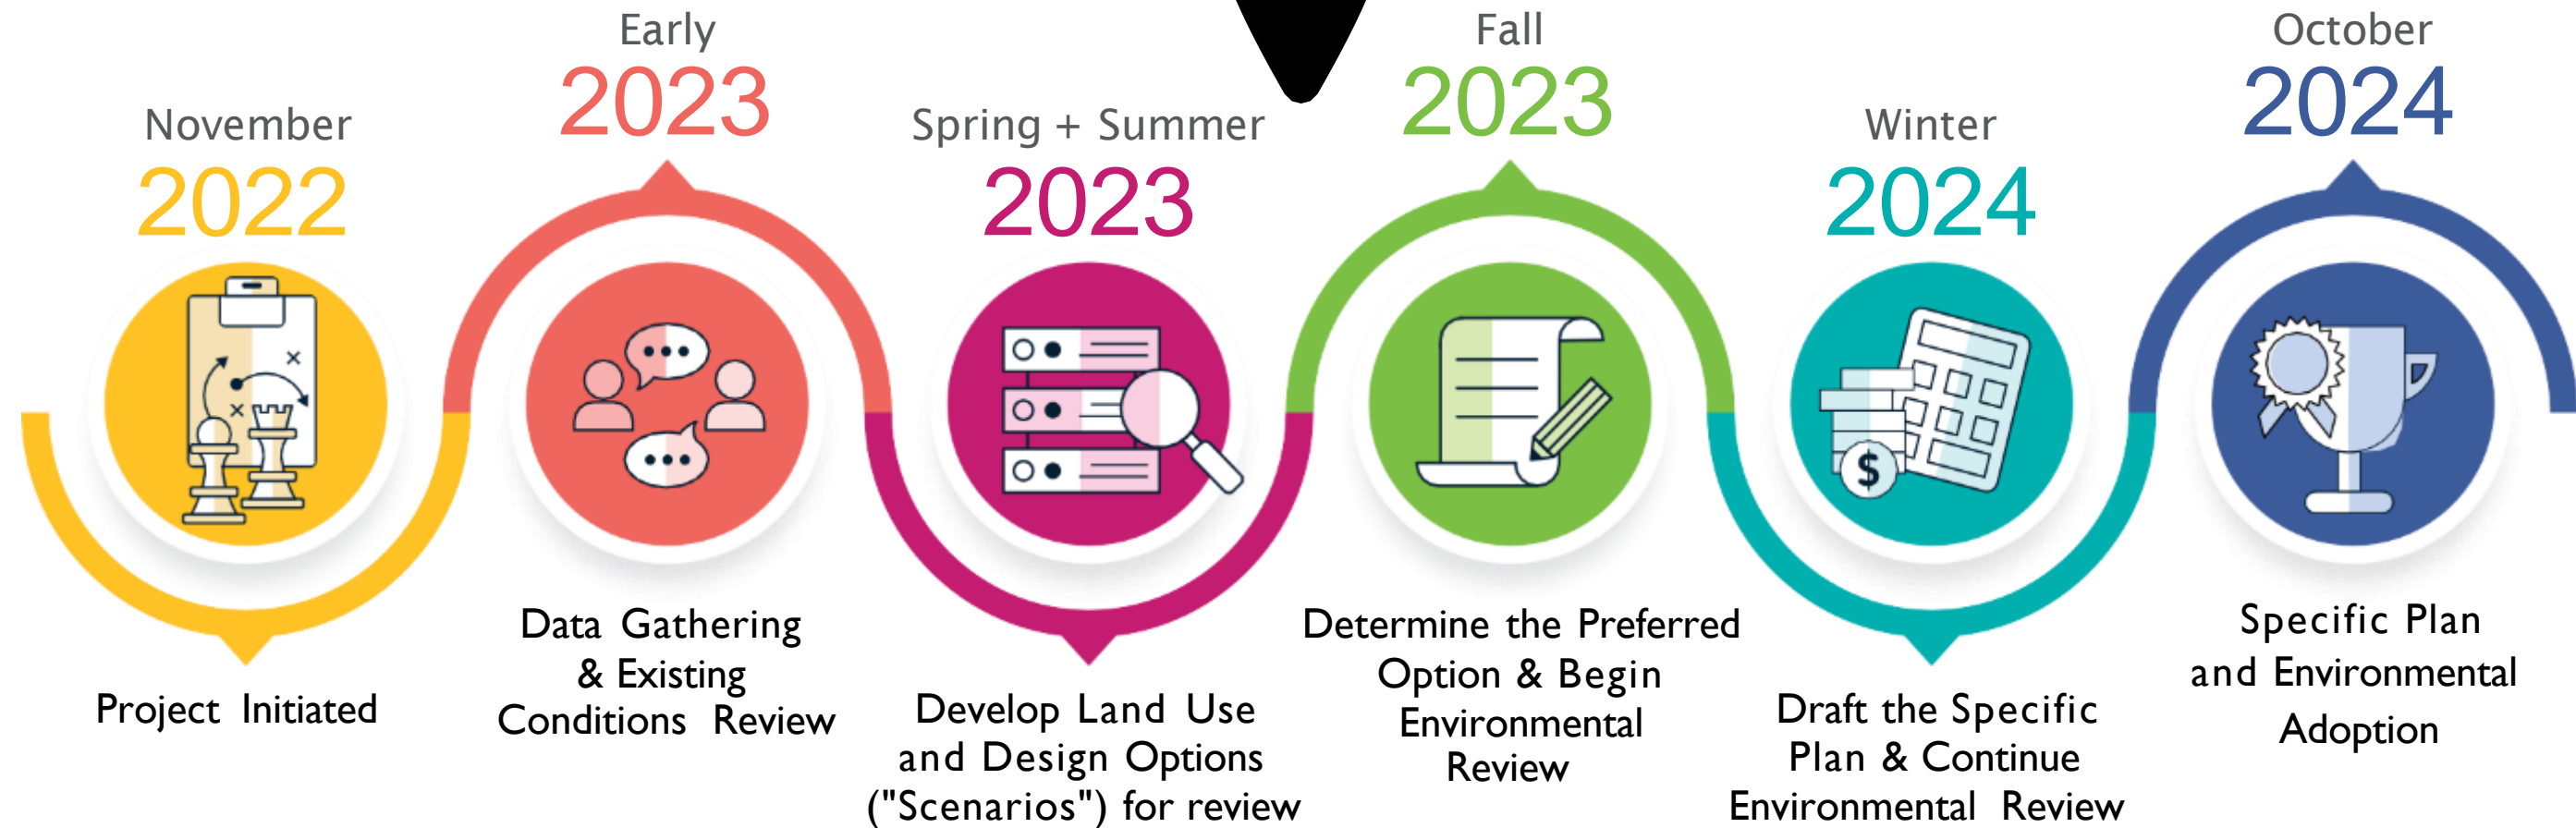 November
2022
Project Initiated
Early
2023
Data Gathering
& Existing
Conditions Review
Spring + Summer
2023
Develop Land Use
and Design Options
("Scenarios") for review
Fall
2023
Determine the Preferred
Option & Begin
Environmental
Review
Winter
2024
$
Draft the Specific
Plan & Continue
Environmental Review
October
2024
Specific Plan
and Environmental
Adoption